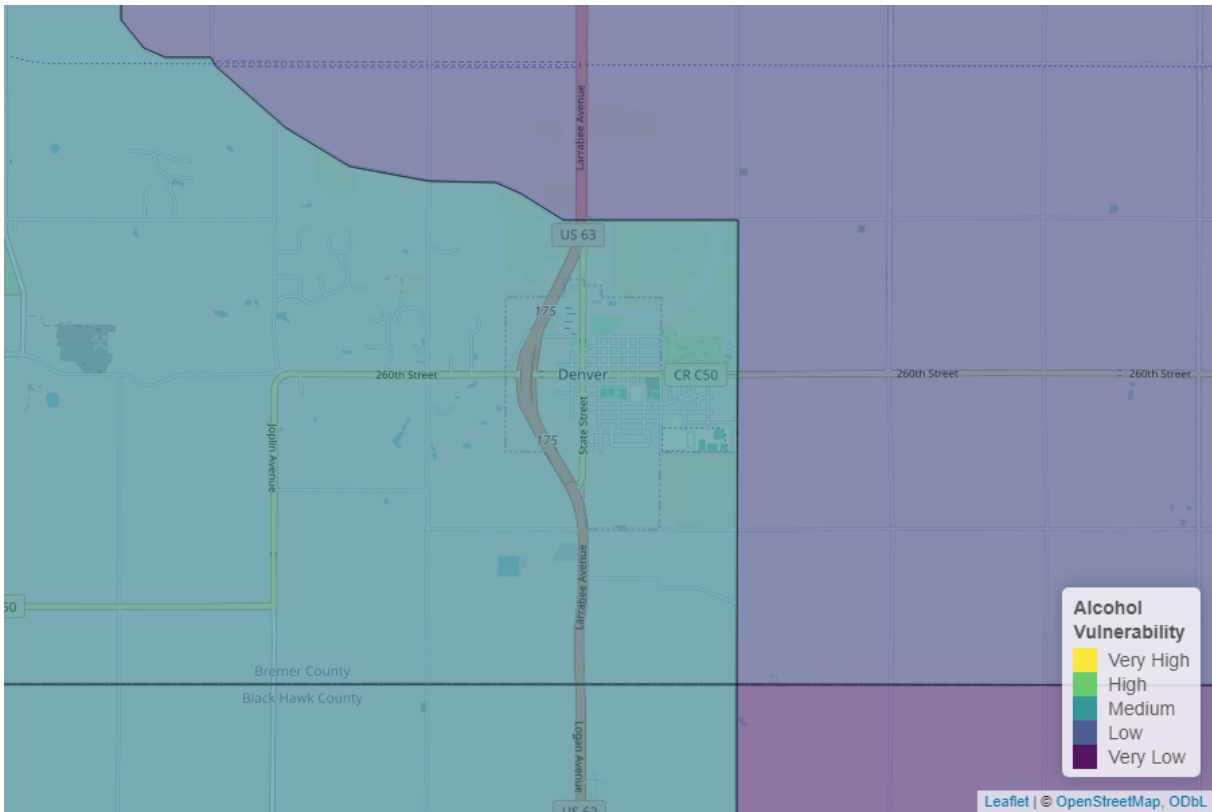 Larrabee Avenue
US 63
175
260th Street
Denver
CR C50
260th Street
260th Street
Joplin Avenue
State Street
175
Larrabee Avenue
50
Bremer County
Black Hawk County
Logan Avenue
US 63
Alcohol
Vulnerability
Very High
High
Medium
Low
Very Low
Leaflet | © OpenStreetMap, ODbL